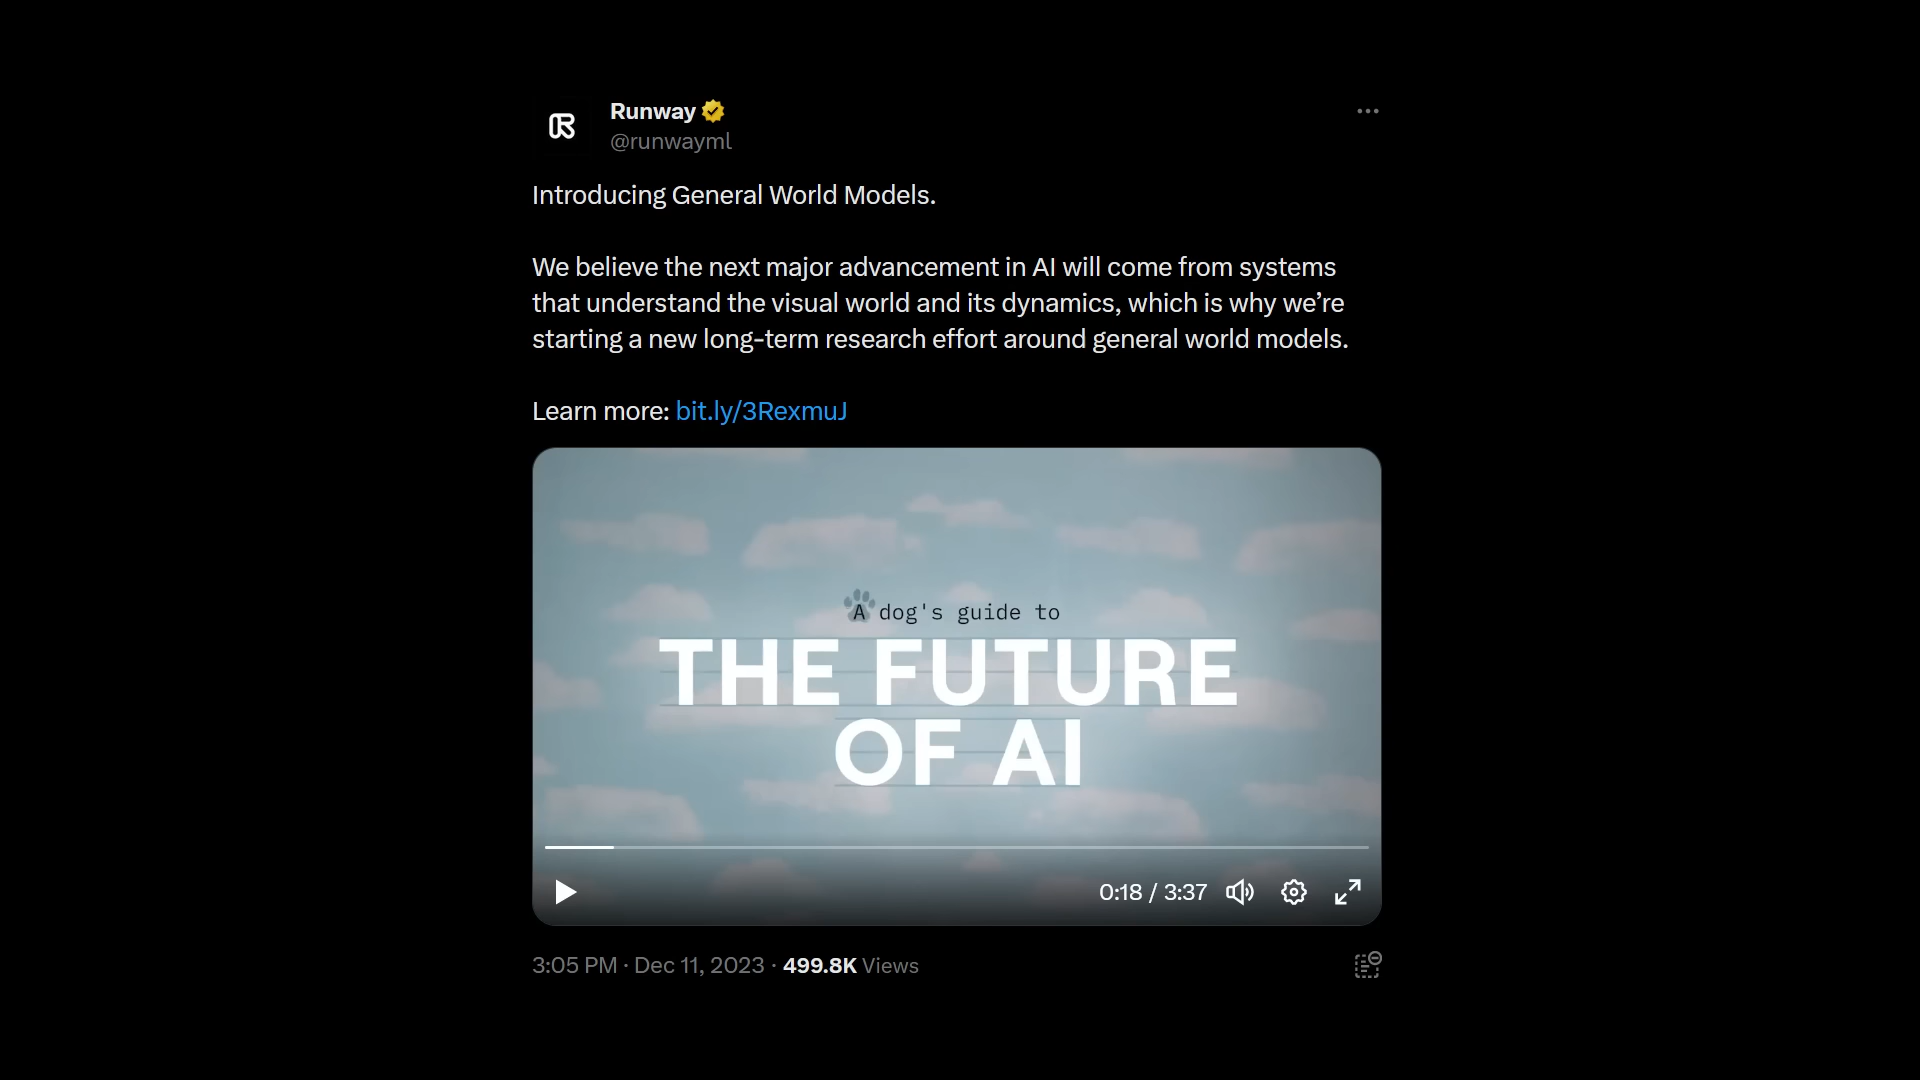 Runway
@runwayml
Introducing General World Models.
We believe the next major advancement in AI will come from systems
that understand the visual world and its dynamics, which is why we’re
starting a new long-term research effort around general world models.
Learn more: bit.ly/3RexmuJ
A dog's guide to
THE FUTURE
OF AI
0:18 / 3:37
3:05 PM · Dec 11, 2023 · 499.8K Views